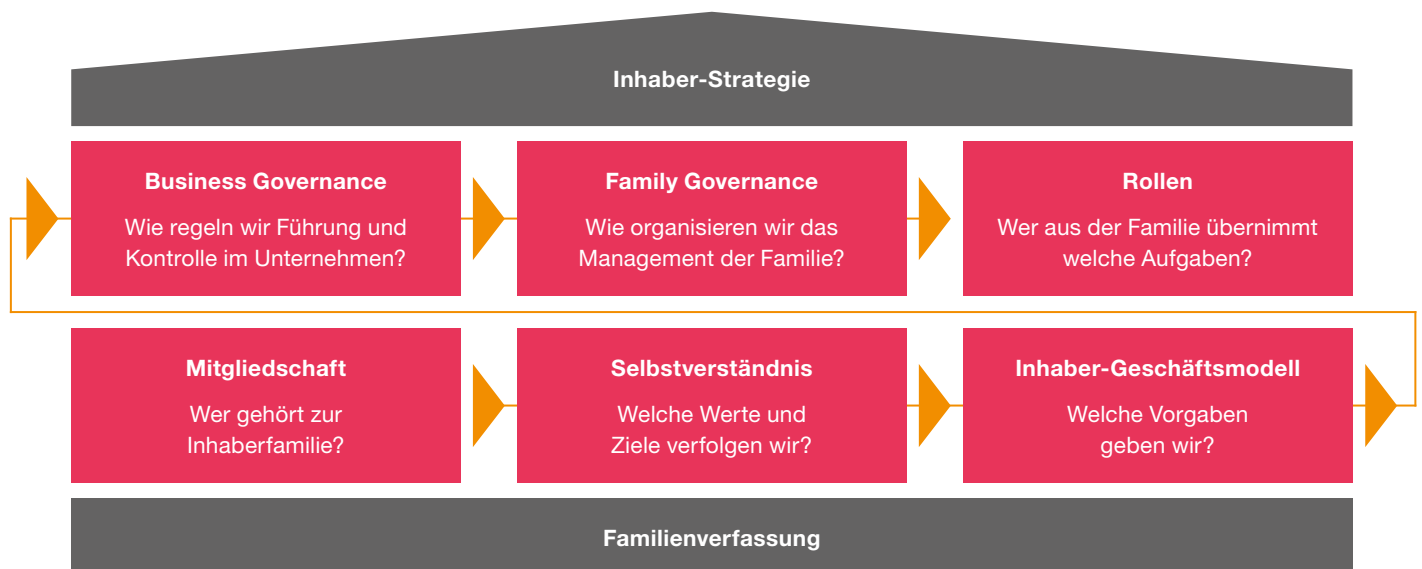 Inhaber-Strategie
Business Governance
Wie regeln wir Führung und
Kontrolle im Unternehmen?
Family Governance
Wie organisieren wir das
Management der Familie?
Rollen
Wer aus der Familie übernimmt
welche Aufgaben?
Mitgliedschaft
Wer gehört zur
Inhaberfamilie?
Selbstverständnis
Welche Werte und
Ziele verfolgen wir?
Inhaber-Geschäftsmodell
Welche Vorgaben
geben wir?
Familienverfassung